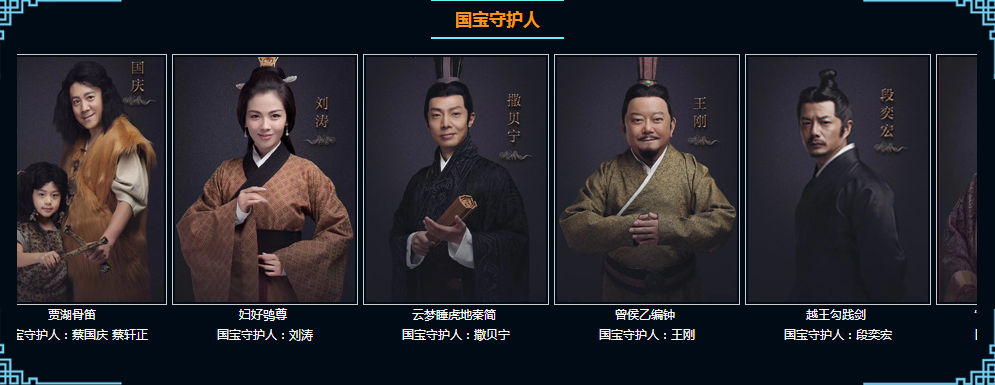 国宝守护人
国庆
刘涛
撒贝宁
王刚
段奕宏
贾湖骨笛
妇好鸮尊
云梦睡虎地秦简
曾侯乙编钟
越王勾践剑
宝守护人：蔡国庆 蔡轩正
国宝守护人：刘涛
国宝守护人：撒贝宁
国宝守护人：王刚
国宝守护人：段奕宏